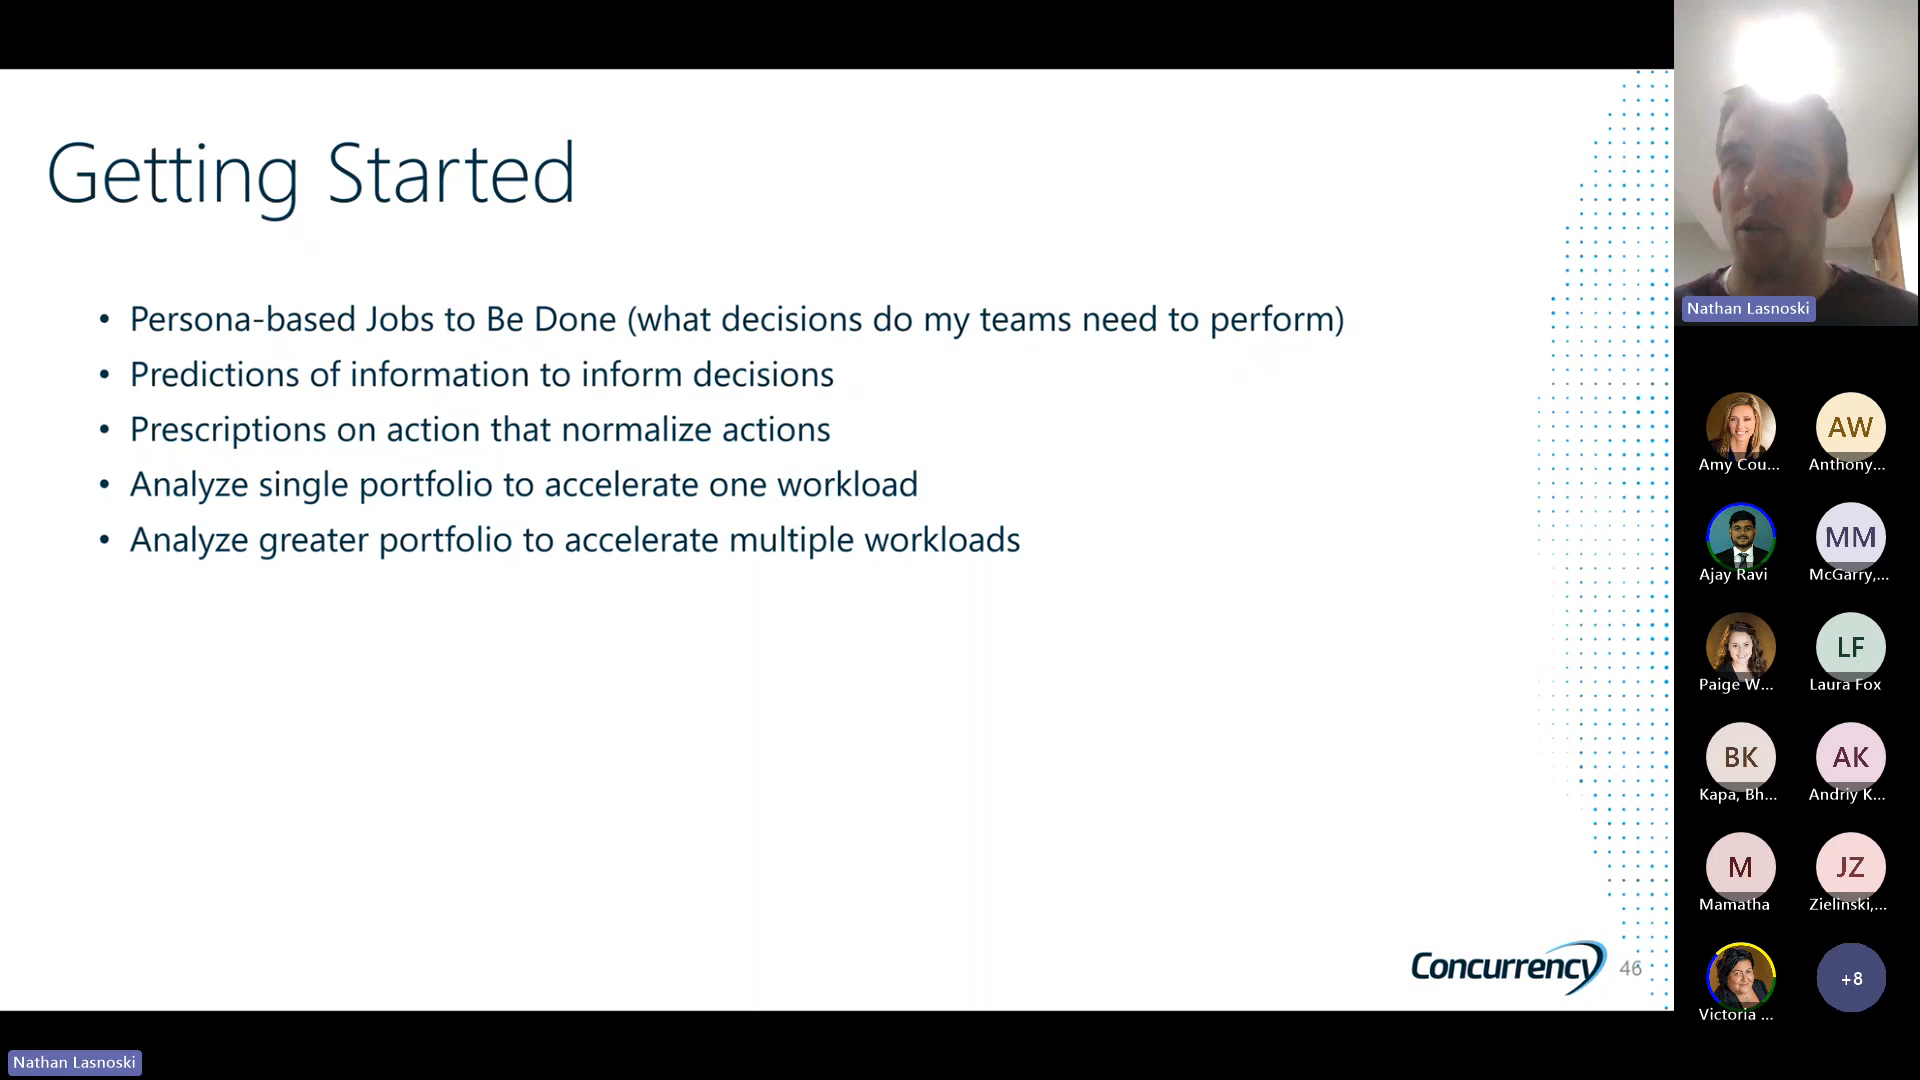 Getting Started
• Persona-based Jobs to Be Done (what decisions do my teams need to perform)
• Predictions of information to inform decisions
• Prescriptions on action that normalize actions
• Analyze single portfolio to accelerate one workload
• Analyze greater portfolio to accelerate multiple workloads
Concurrency
46
Nathan Lasnoski
Nathan Lasnoski
Amy Cou...
AW
Anthony...
Ajay Ravi
MM
McGarry,...
Paige W...
LF
Laura Fox
BK
Kapa, Bh...
AK
Andriy K...
M
Mamatha
JZ
Zielinski,...
Victoria ...
+8